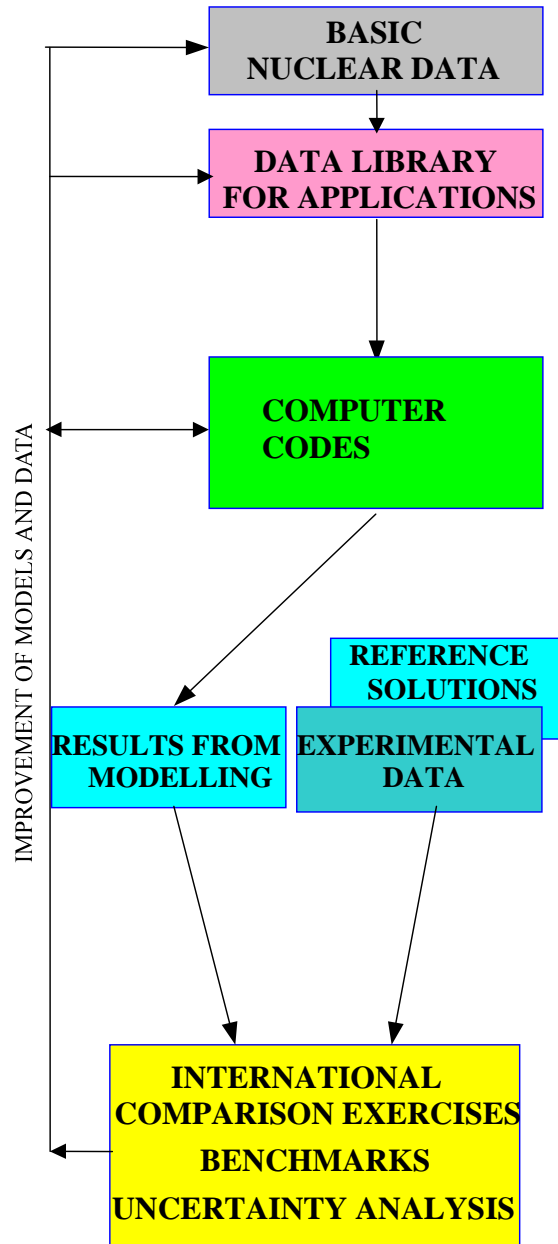 BASIC
NUCLEAR DATA
DATA LIBRARY
FOR APPLICATIONS
COMPUTER
CODES
IMPROVEMENT OF MODELS AND DATA
REFERENCE
SOLUTIONS
RESULTS FROM
MODELLING
EXPERIMENTAL
DATA
INTERNATIONAL
COMPARISON EXERCISES
BENCHMARKS
UNCERTAINTY ANALYSIS